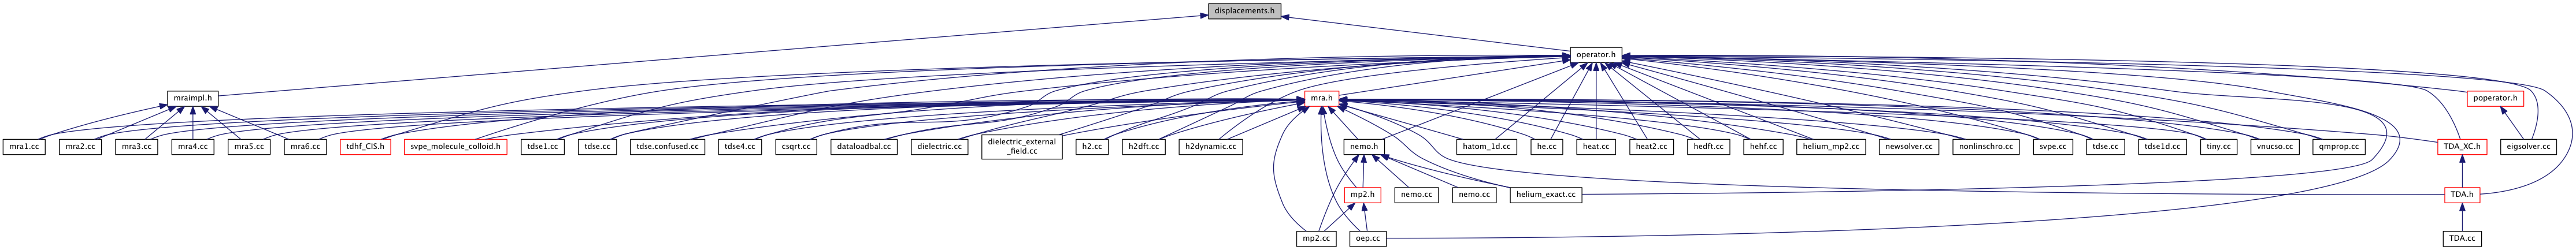 displacements.h
operator.h
mraimpl.h
mra.h
poperator.h
mra1.cc
mra2.cc
mra3.cc
mra4.cc
mra5.cc
mra6.cc
tdhf_CIS.h
svpe_molecule_colloid.h
tdse1.cc
tdse.cc
tdse.confused.cc
tdse4.cc
csqrt.cc
dataloadbal.cc
dielectric.cc
dielectric_external
_field.cc
h2.cc
h2dft.cc
h2dynamic.cc
nemo.h
hatom_1d.cc
he.cc
heat.cc
heat2.cc
hedft.cc
hehf.cc
helium_mp2.cc
newsolver.cc
nonlinschro.cc
svpe.cc
tdse.cc
tdse1d.cc
tiny.cc
vnucso.cc
qmprop.cc
TDA_XC.h
eigsolver.cc
mp2.h
nemo.cc
nemo.cc
helium_exact.cc
TDA.h
mp2.cc
oep.cc
TDA.cc